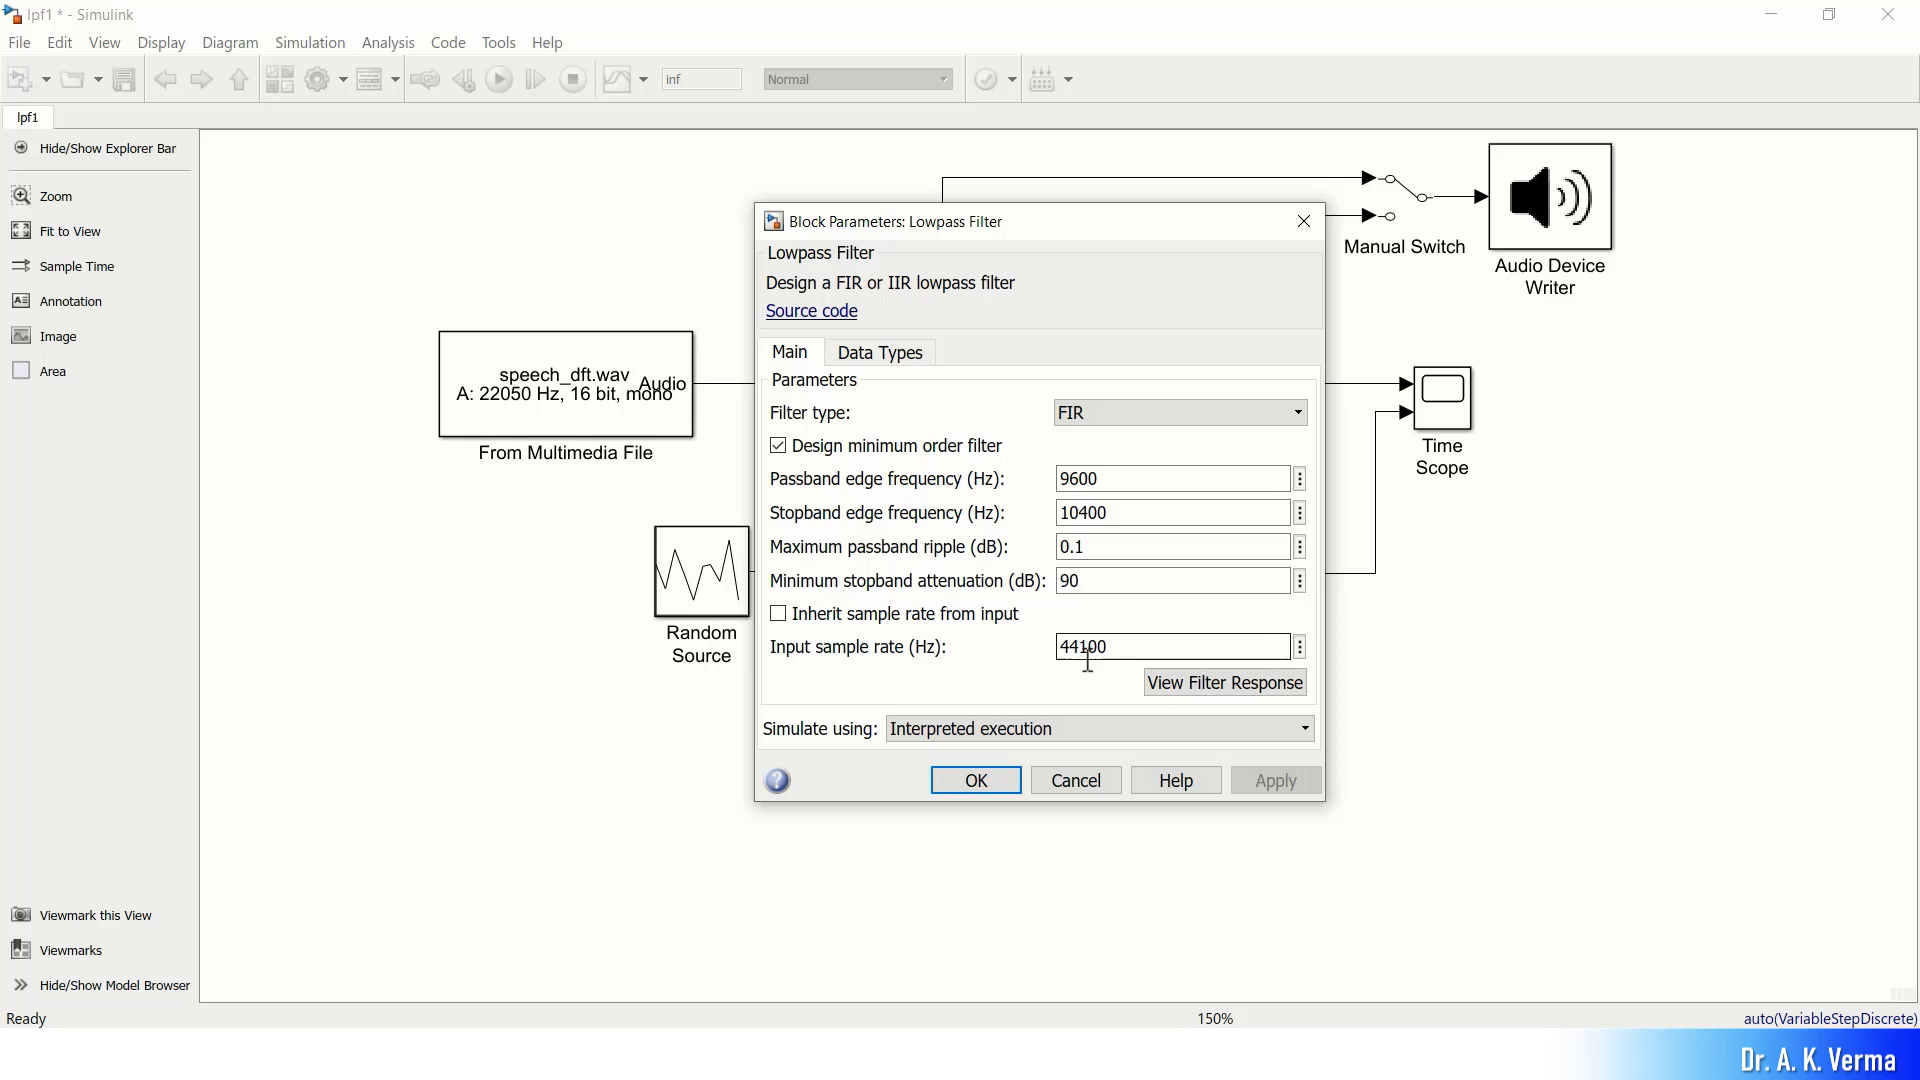 lpf1 * - Simulink
File Edit View Display Diagram Simulation Analysis Code Tools Help
inf
Normal
lpf1
Hide/Show Explorer Bar
Zoom
Fit to View
Sample Time
Annotation
Image
Area
Viewmark this View
Viewmarks
Hide/Show Model Browser
speech_dft.wav
A: 22050 Hz, 16 bit, mono
Audio
From Multimedia File
Random
Source
Manual Switch
Audio Device
Writer
Time
Scope
Block Parameters: Lowpass Filter
Lowpass Filter
Design a FIR or IIR lowpass filter
Source code
Main Data Types
Parameters
Filter type: FIR
Design minimum order filter
Passband edge frequency (Hz): 9600
Stopband edge frequency (Hz): 10400
Maximum passband ripple (dB): 0.1
Minimum stopband attenuation (dB): 90
Inherit sample rate from input
Input sample rate (Hz): 44100
View Filter Response
Simulate using: Interpreted execution
OK Cancel Help Apply
Ready 150% auto(VariableStepDiscrete)
Dr. A. K. Verma